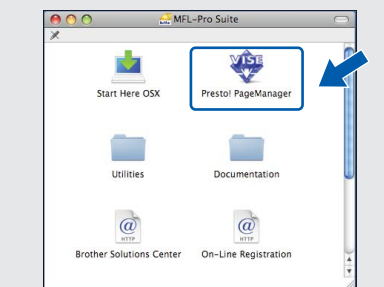 MFL-Pro Suite
VISE
Start Here OSX
Presto! PageManager
Utilities
Documentation
@
HTTP
@
HTTP
Brother Solutions Center
On-Line Registration